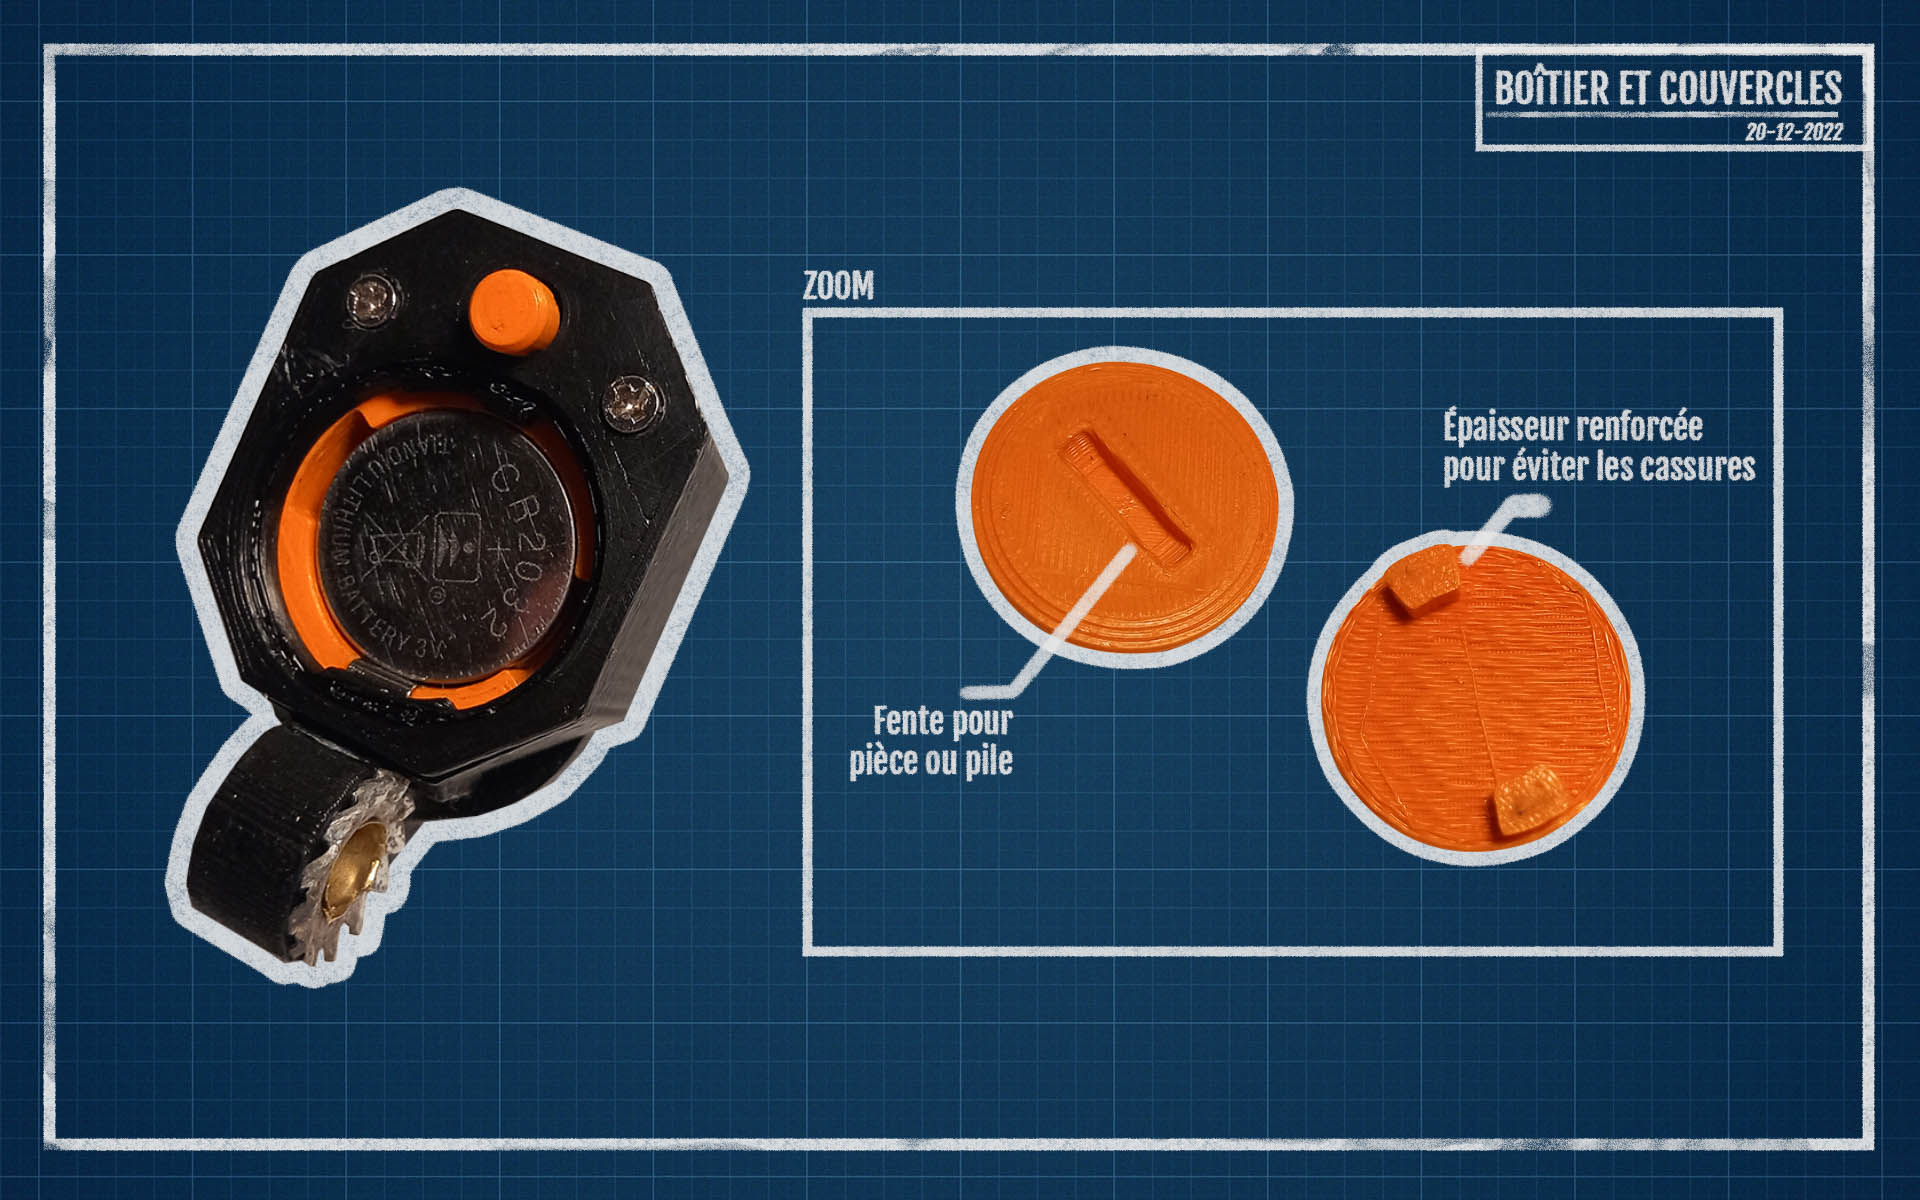 BOÎTIER ET COUVERCLES
20-12-2022
ZOOM
Épaisseur renforcée
pour éviter les cassures
Fente pour
pièce ou pile
CR2032
TIANQIU LITHIUM BATTERY 3V
+